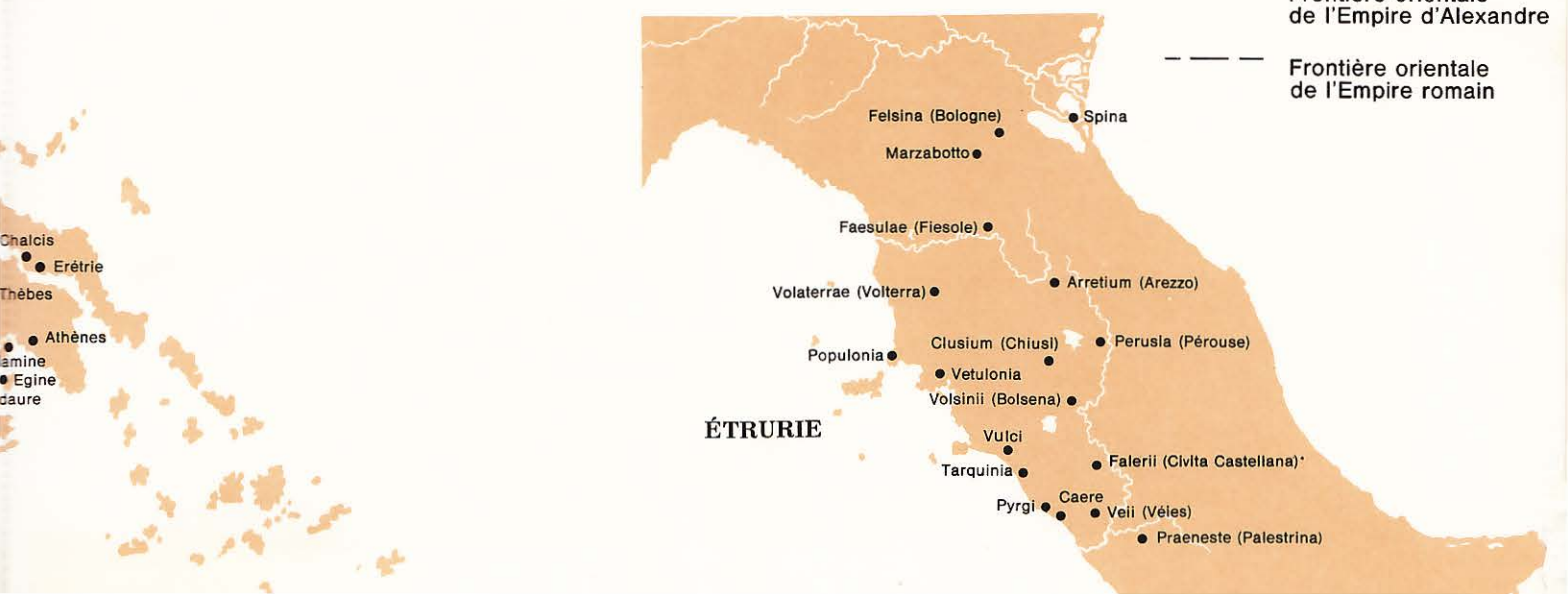 de l'Empire d'Alexandre
Frontière orientale
de l'Empire romain
Felsina (Bologne)
Spina
Marzabotto
Faesulae (Fiesole)
Chalcis
Erétrie
Thèbes
Athènes
amine
Egine
daure
Arretium (Arezzo)
Volaterrae (Volterra)
Clusium (Chiusi)
Perusia (Pérouse)
Populonia
Vetulonia
Volsinii (Bolsena)
ÉTRURIE
Vulci
Falerii (Civita Castellana)
Tarquinia
Caere
Pyrgi
Veii (Véies)
Praeneste (Palestrina)